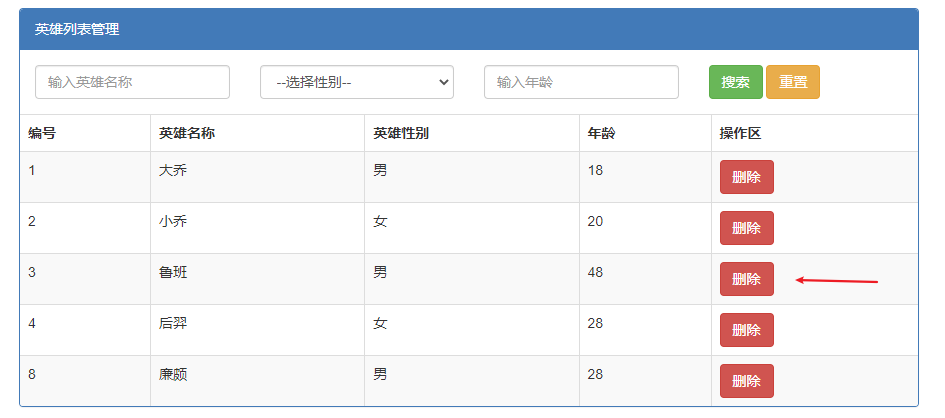 英雄列表管理
输入英雄名称 --选择性别-- 输入年龄 搜索 重置
编号 英雄名称 英雄性别 年龄 操作区
1 大乔 男 18 删除
2 小乔 女 20 删除
3 鲁班 男 48 删除
4 后羿 女 28 删除
8 廉颇 男 28 删除